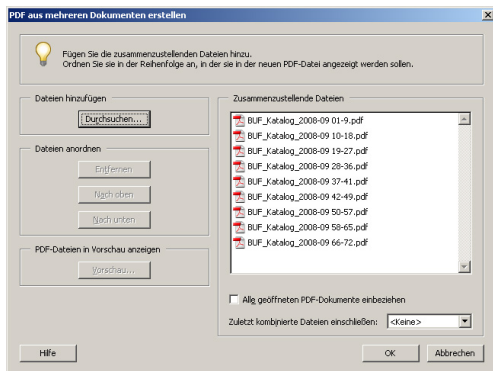 PDF aus mehreren Dokumenten erstellen
Fügen Sie die zusammenzustellenden Dateien hinzu.
Ordnen Sie sie in der Reihenfolge an, in der sie in der neuen PDF-Datei angezeigt werden sollen.
Dateien hinzufügen
Durchsuchen...
Dateien anordnen
Entfernen
Nach oben
Nach unten
PDF-Dateien in Vorschau anzeigen
Vorschau...
Zusammenzustellende Dateien
BUF_Katalog_2008-09 01-9.pdf
BUF_Katalog_2008-09 10-18.pdf
BUF_Katalog_2008-09 19-27.pdf
BUF_Katalog_2008-09 28-36.pdf
BUF_Katalog_2008-09 37-41.pdf
BUF_Katalog_2008-09 42-49.pdf
BUF_Katalog_2008-09 50-57.pdf
BUF_Katalog_2008-09 58-65.pdf
BUF_Katalog_2008-09 66-72.pdf
Alle geöffneten PDF-Dokumente einbeziehen
Zuletzt kombinierte Dateien einschließen: <Keine>
Hilfe
OK
Abbrechen